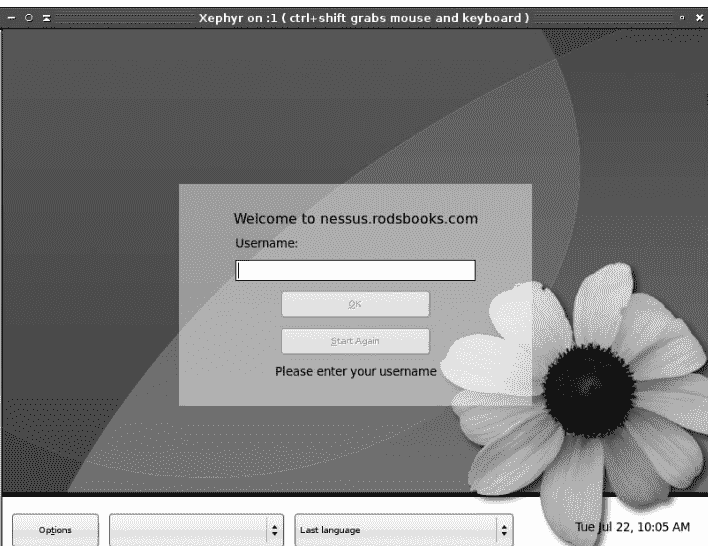 Xephyr on :1 ( ctrl+shift grabs mouse and keyboard )
Welcome to nessus.rodsbooks.com
Username:
OK
Start Again
Please enter your username
Options
Last language
Tue Jul 22, 10:05 AM